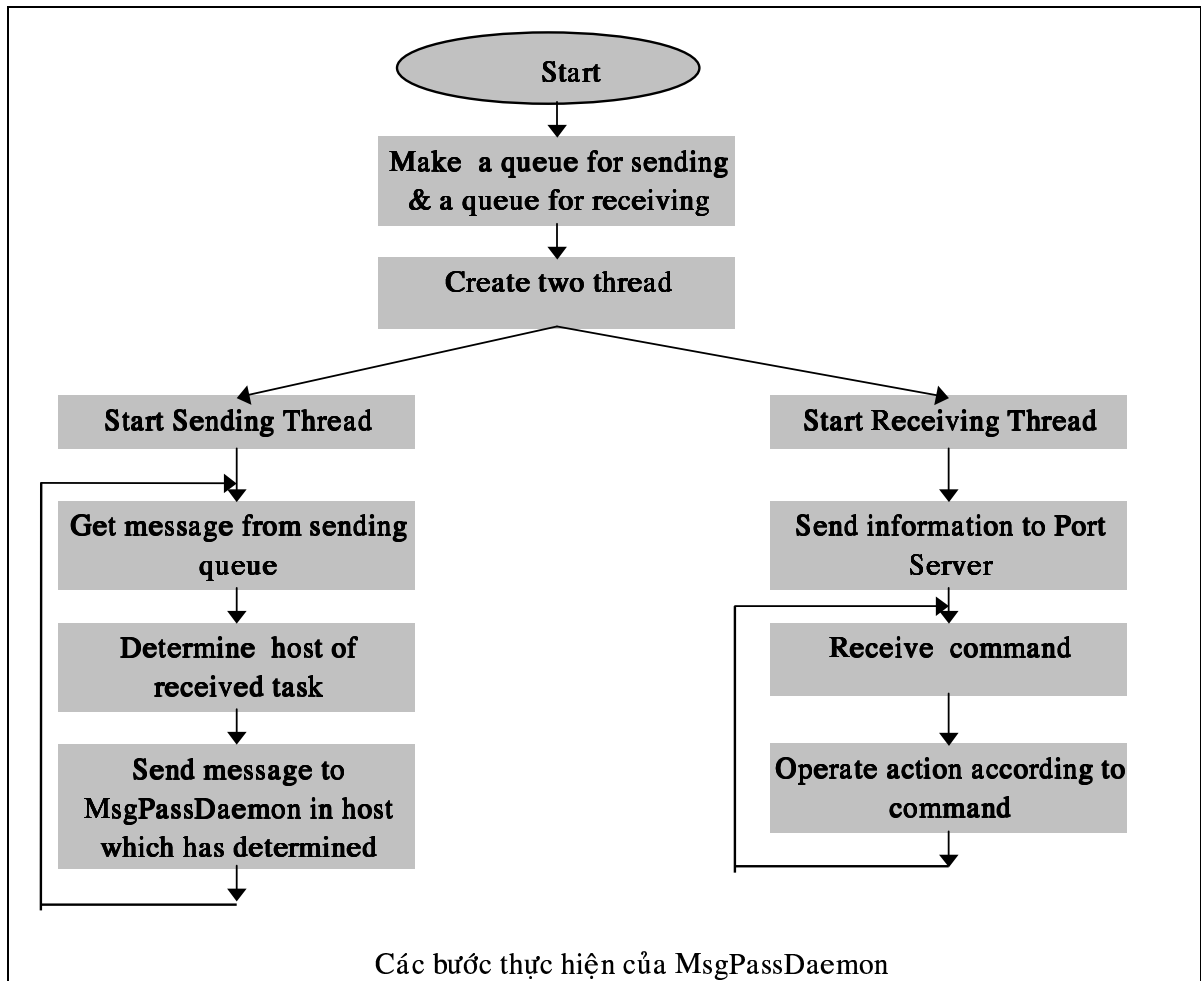 Start
Make a queue for sending
& a queue for receiving
Create two thread
Start Sending Thread
Get message from sending
queue
Determine host of
received task
Send message to
MsgPassDaemon in host
which has determined
Start Receiving Thread
Send information to Port
Server
Receive command
Operate action according to
command
Các bước thực hiện của MsgPassDaemon